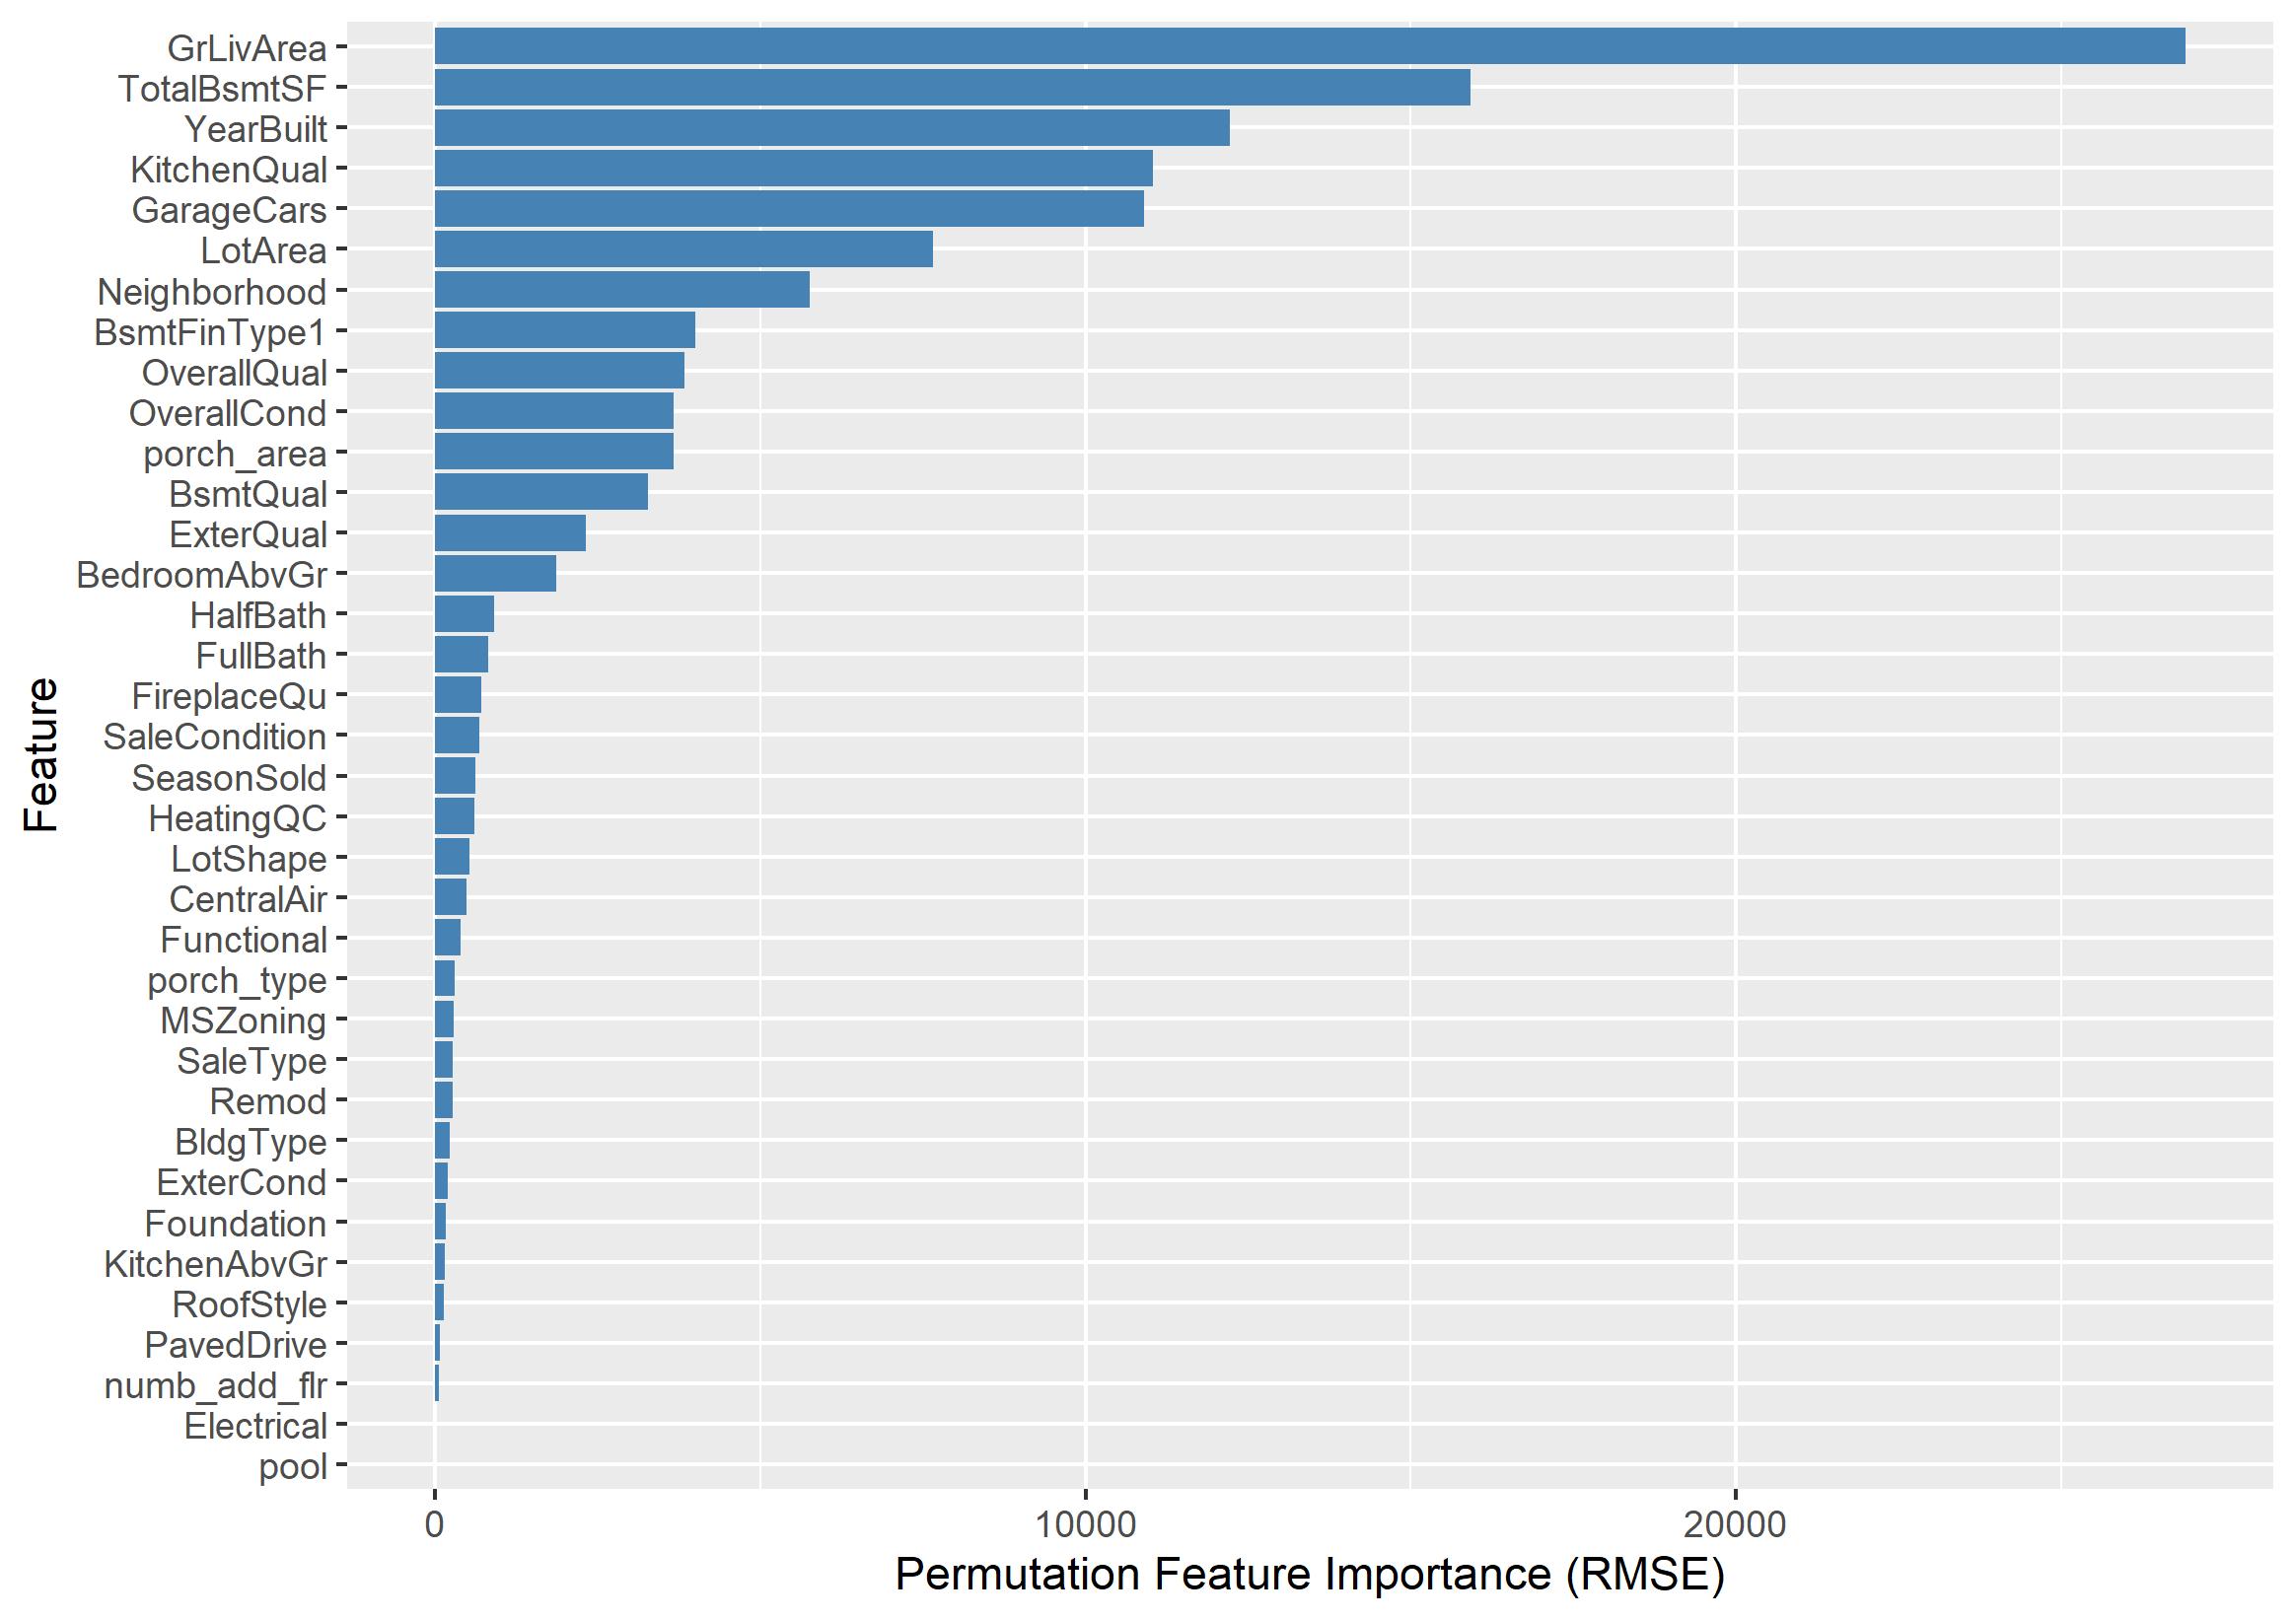 GrLivArea
TotalBsmtSF
YearBuilt
KitchenQual
GarageCars
LotArea
Neighborhood
BsmtFinType1
OverallQual
OverallCond
porch_area
BsmtQual
ExterQual
BedroomAbvGr
HalfBath
FullBath
FireplaceQu
SaleCondition
SeasonSold
HeatingQC
LotShape
CentralAir
Functional
porch_type
MSZoning
SaleType
Remod
BldgType
ExterCond
Foundation
KitchenAbvGr
RoofStyle
PavedDrive
numb_add_flr
Electrical
pool
Feature
0 10000 20000
Permutation Feature Importance (RMSE)